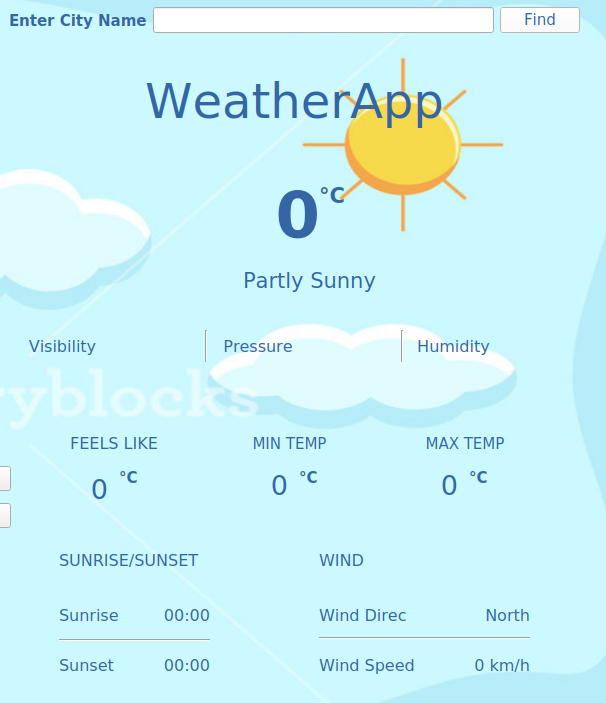 Enter City Name Find
WeatherApp
0 °C
Partly Sunny
Visibility Pressure Humidity
yblocks
FEELS LIKE MIN TEMP MAX TEMP
0 °C 0 °C 0 °C
SUNRISE/SUNSET WIND
Sunrise 00:00 Wind Direc North
Sunset 00:00 Wind Speed 0 km/h